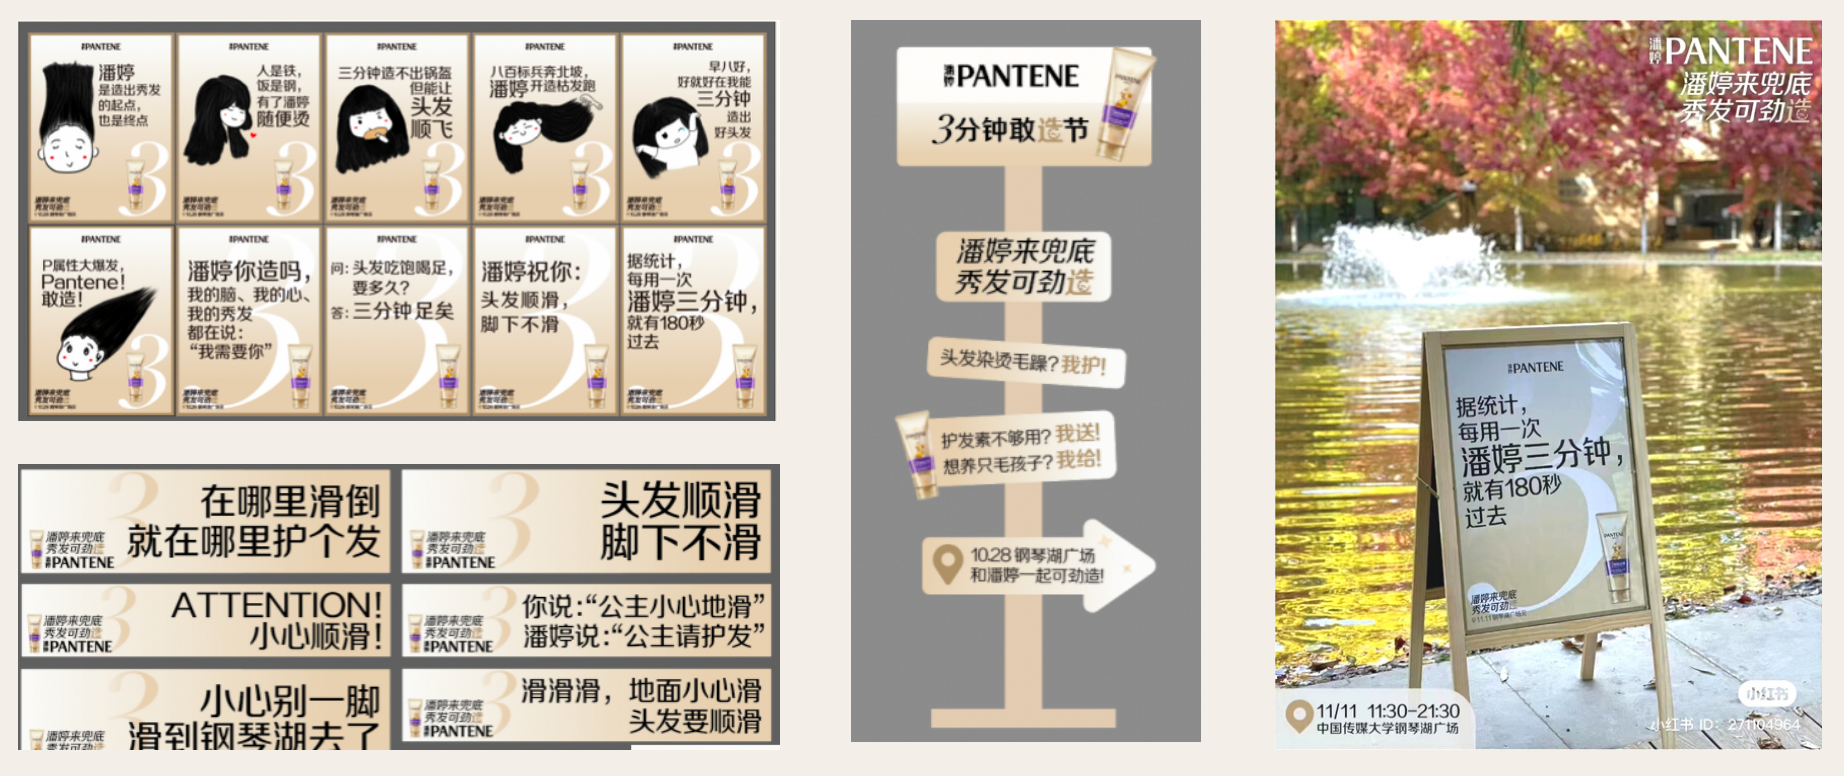 潘婷PANTENE
潘婷
是造出秀发
的起点，
也是终点
3
潘婷来兜底
秀发可劲造
潘婷PANTENE
人是铁，
饭是钢，
有了潘婷
随便烫
3
潘婷来兜底
秀发可劲造
潘婷PANTENE
三分钟造不出锅盔
但能让
头发
顺飞
3
潘婷来兜底
秀发可劲造
潘婷PANTENE
八百标兵奔北坡，
潘婷开造枯发跑
3
潘婷来兜底
秀发可劲造
潘婷PANTENE
早八好，
好就好在我能
三分钟
造出
好头发
3
潘婷来兜底
秀发可劲造
潘婷PANTENE
P属性大爆发，
Pantene！
敢造！
3
潘婷来兜底
秀发可劲造
潘婷PANTENE
潘婷你造吗，
我的脑、我的心、
我的秀发
都在说：
“我需要你”
3
潘婷来兜底
秀发可劲造
潘婷PANTENE
问：头发吃饱喝足，
要多久？
答：三分钟足矣
3
潘婷来兜底
秀发可劲造
潘婷PANTENE
潘婷祝你：
头发顺滑，
脚下不滑
3
潘婷来兜底
秀发可劲造
潘婷PANTENE
据统计，
每用一次
潘婷三分钟，
就有180秒
过去
3
潘婷来兜底
秀发可劲造
在哪里滑倒
就在哪里护个发
3
潘婷来兜底
秀发可劲造
潘婷PANTENE
头发顺滑
脚下不滑
3
潘婷来兜底
秀发可劲造
潘婷PANTENE
ATTENTION！
小心顺滑！
3
潘婷来兜底
秀发可劲造
潘婷PANTENE
你说：“公主小心地滑”
潘婷说：“公主请护发”
3
潘婷来兜底
秀发可劲造
潘婷PANTENE
小心别一脚
滑到钢琴湖去了
3
潘婷来兜底
秀发可劲造
滑滑滑，地面小心滑
头发要顺滑
3
潘婷来兜底
秀发可劲造
潘婷PANTENE
潘婷PANTENE
3分钟敢造节
潘婷来兜底
秀发可劲造
头发染烫毛躁？我护！
护发素不够用？我送！
想养只毛孩子？我给！
10.28 钢琴湖广场
和潘婷一起可劲造！
潘婷PANTENE
潘婷来兜底
秀发可劲造
潘婷PANTENE
据统计，
每用一次
潘婷三分钟，
就有180秒
过去
3
潘婷来兜底
秀发可劲造
11/11 11:30-21:30
中国传媒大学钢琴湖广场
小红书
小红书 ID：271104964